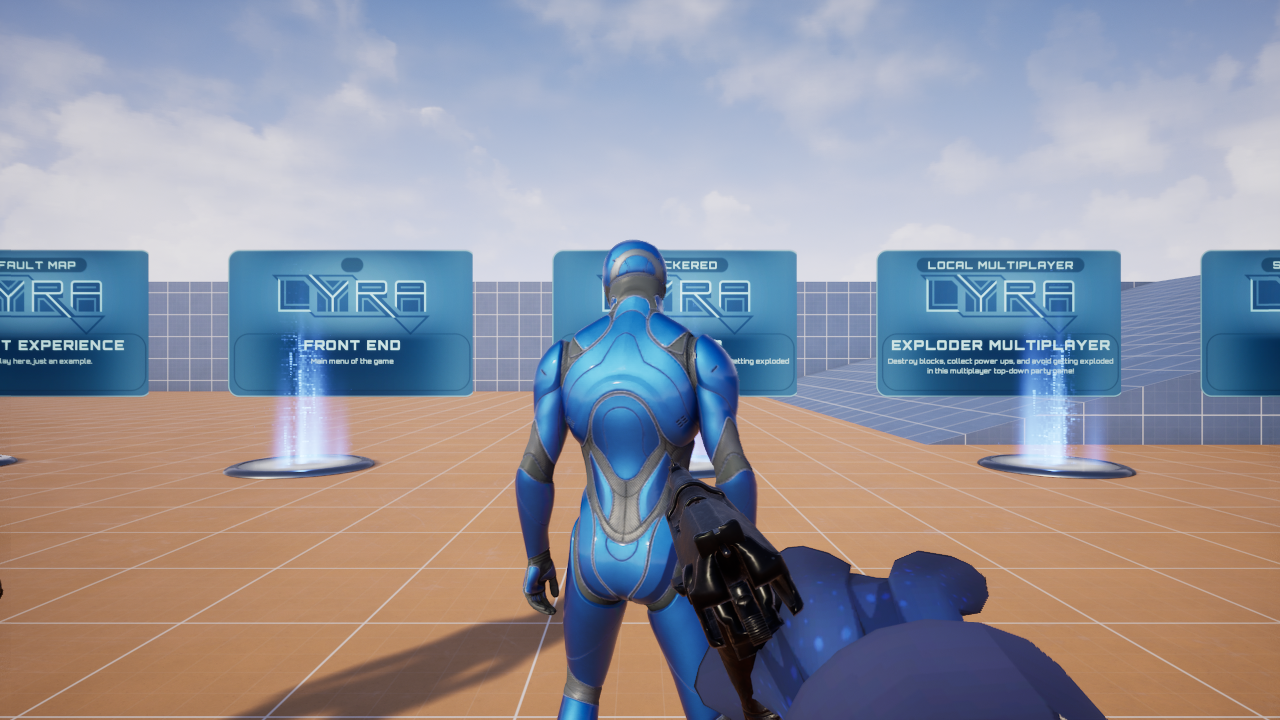 FAULT MAP
YRA
T EXPERIENCE
lay here, just an example.
LYRA
FRONT END
Main menu of the game
CKERED
YRA
etting exploded
LOCAL MULTIPLAYER
LYRA
EXPLODER MULTIPLAYER
Destroy blocks, collect power ups, and avoid getting exploded
in this multiplayer top-down party game!
S
L